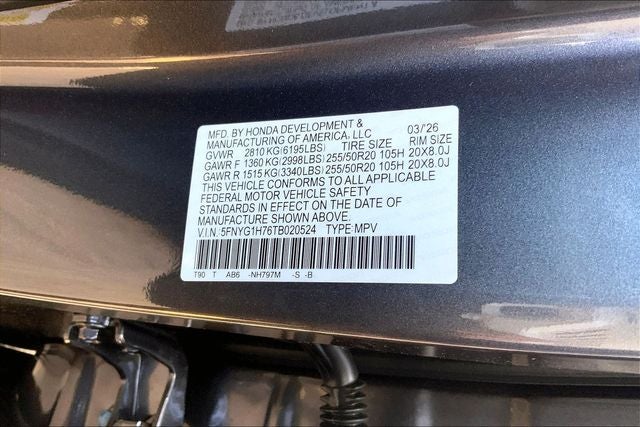 MFD. BY HONDA DEVELOPMENT &
MANUFACTURING OF AMERICA, LLC 03/'26
GVWR 2810 KG(6195LBS) TIRE SIZE RIM SIZE
GAWR F 1360 KG(2998LBS) 255/50R20 105H 20X8.0J
GAWR R 1515 KG(3340LBS) 255/50R20 105H 20X8.0J
THIS VEHICLE CONFORMS TO ALL APPLICABLE
FEDERAL MOTOR VEHICLE SAFETY
STANDARDS IN EFFECT ON THE DATE OF
MANUFACTURE SHOWN ABOVE.
V.I.N.:5FNYG1H76TB020524 TYPE:MPV
T90 T AB6 -NH797M -S -B